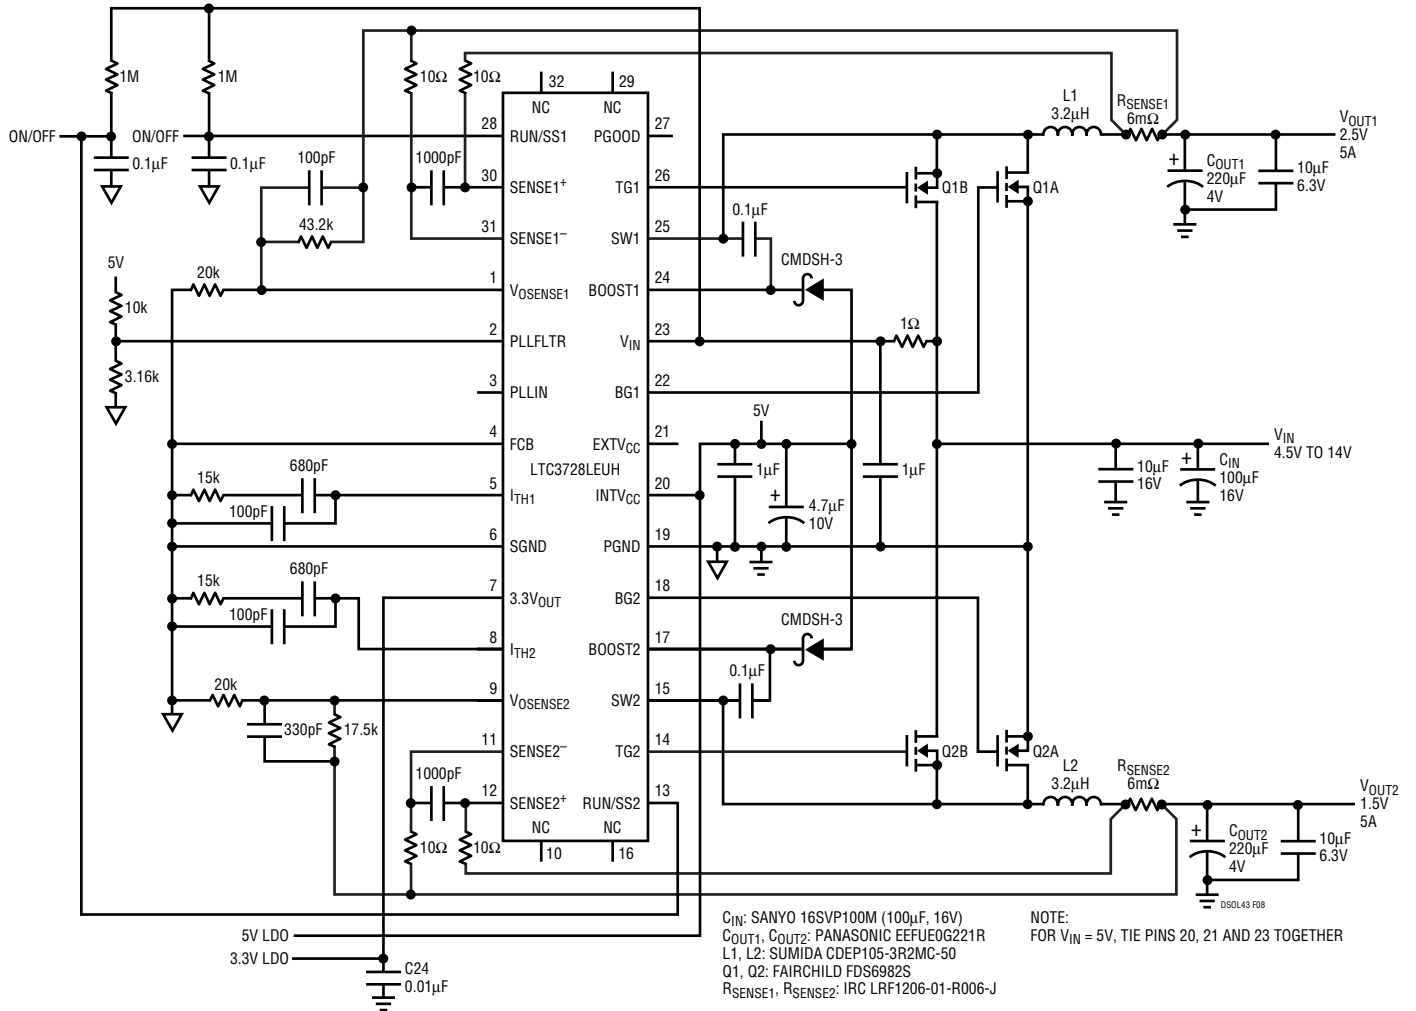 1M
1M
10Ω
10Ω
32
29
NC
NC
L1
3.2µH
RSENSE1
6mΩ
VOUT1
2.5V
5A
ON/OFF
ON/OFF
28
RUN/SS1
PGOOD
27
0.1µF
0.1µF
100pF
1000pF
30
SENSE1+
TG1
26
Q1B
Q1A
COUT1
220µF
4V
10µF
6.3V
43.2k
31
SENSE1–
SW1
25
0.1µF
CMDSH-3
5V
10k
20k
1
VOSENSE1
BOOST1
24
2
PLLFLTR
VIN
23
1Ω
3.16k
3
PLLIN
BG1
22
5V
4
FCB
EXTVCC
21
VIN
4.5V TO 14V
LTC3728LEUH
1µF
1µF
10µF
16V
CIN
100µF
16V
15k
680pF
5
ITH1
INTVCC
20
4.7µF
10V
100pF
6
SGND
PGND
19
15k
680pF
7
3.3VOUT
BG2
18
100pF
CMDSH-3
8
ITH2
BOOST2
17
20k
9
VOSENSE2
SW2
15
0.1µF
330pF
17.5k
11
SENSE2–
TG2
14
Q2B
Q2A
L2
3.2µH
RSENSE2
6mΩ
1000pF
12
SENSE2+
RUN/SS2
13
VOUT2
1.5V
5A
NC
NC
10Ω
10Ω
10
16
COUT2
220µF
4V
10µF
6.3V
DSOL43 F08
5V LDO
3.3V LDO
C24
0.01µF
CIN: SANYO 16SVP100M (100µF, 16V)
COUT1, COUT2: PANASONIC EEFUE0G221R
L1, L2: SUMIDA CDEP105-3R2MC-50
Q1, Q2: FAIRCHILD FDS6982S
RSENSE1, RSENSE2: IRC LRF1206-01-R006-J
NOTE:
FOR VIN = 5V, TIE PINS 20, 21 AND 23 TOGETHER